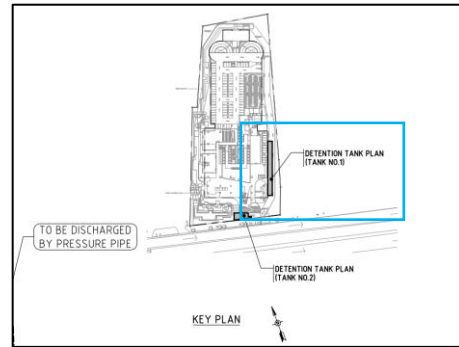 DETENTION TANK PLAN
(TANK NO.1)
TO BE DISCHARGED
BY PRESSURE PIPE
DETENTION TANK PLAN
(TANK NO.2)
KEY PLAN